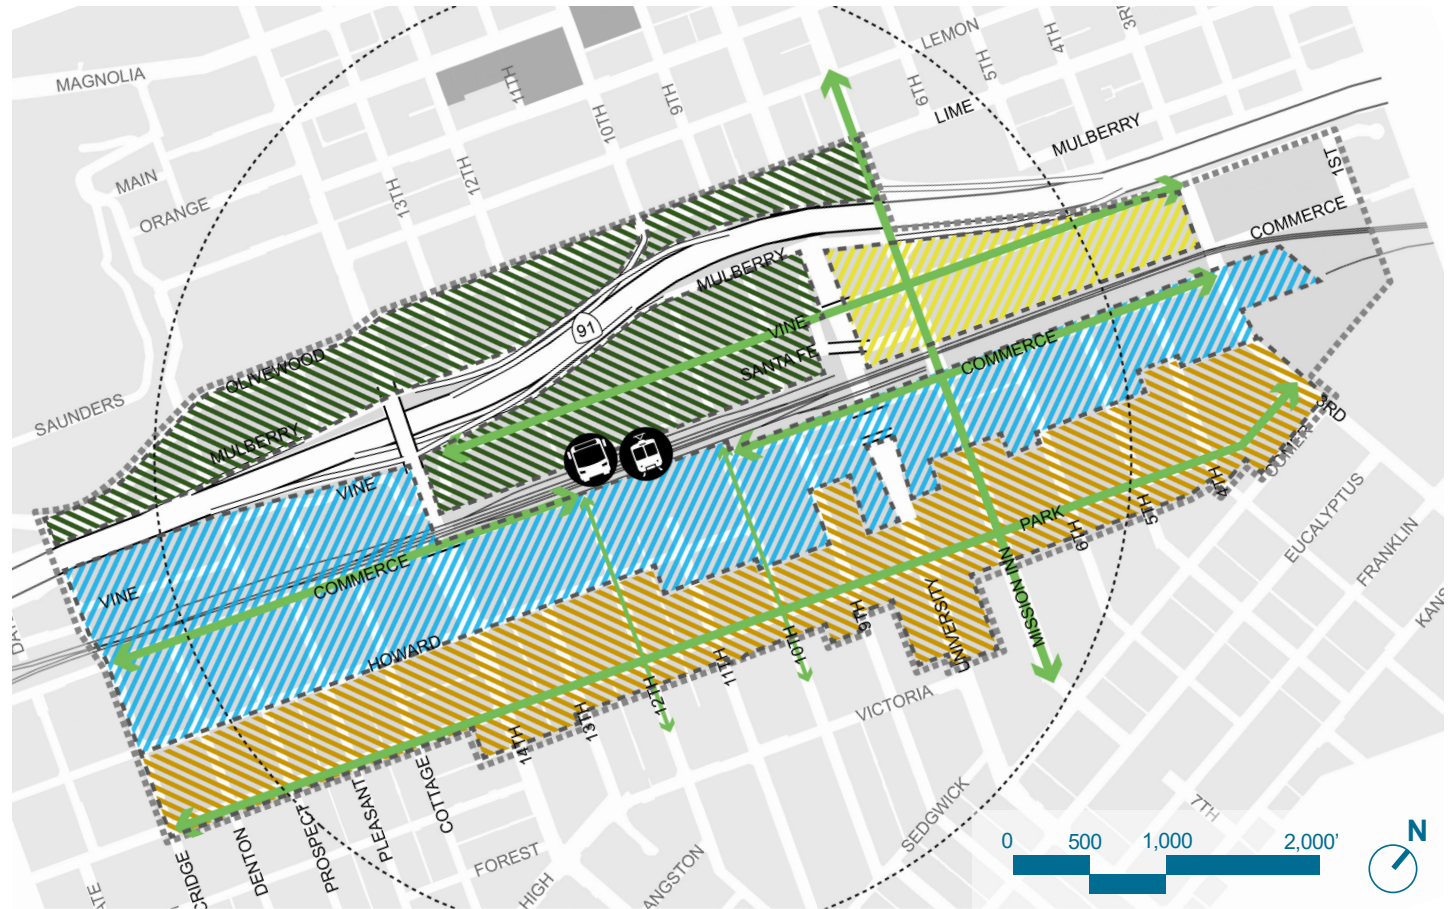 3RD
LEMON
4TH
5TH
MAGNOLIA
11TH
6TH
9TH
LIME
10TH
MULBERRY
12TH
1ST
MAIN
13TH
ORANGE
COMMERCE
MULBERRY
91
VINE
COMMERCE
SANTA FE
OLIVEWOOD
SAUNDERS
3RD
MULBERRY
VINE
4TH
EUCALYPTUS
5TH
PARK
6TH
FRANKLIN
COMMERCE
VINE
MISSION INN
UNIVERSITY
9TH
10TH
HOWARD
11TH
12TH
VICTORIA
13TH
14TH
COTTAGE
PLEASANT
PROSPECT
DENTON
FOREST
HIGH
SEDGWICK
7TH
0 500 1,000 2,000'
N